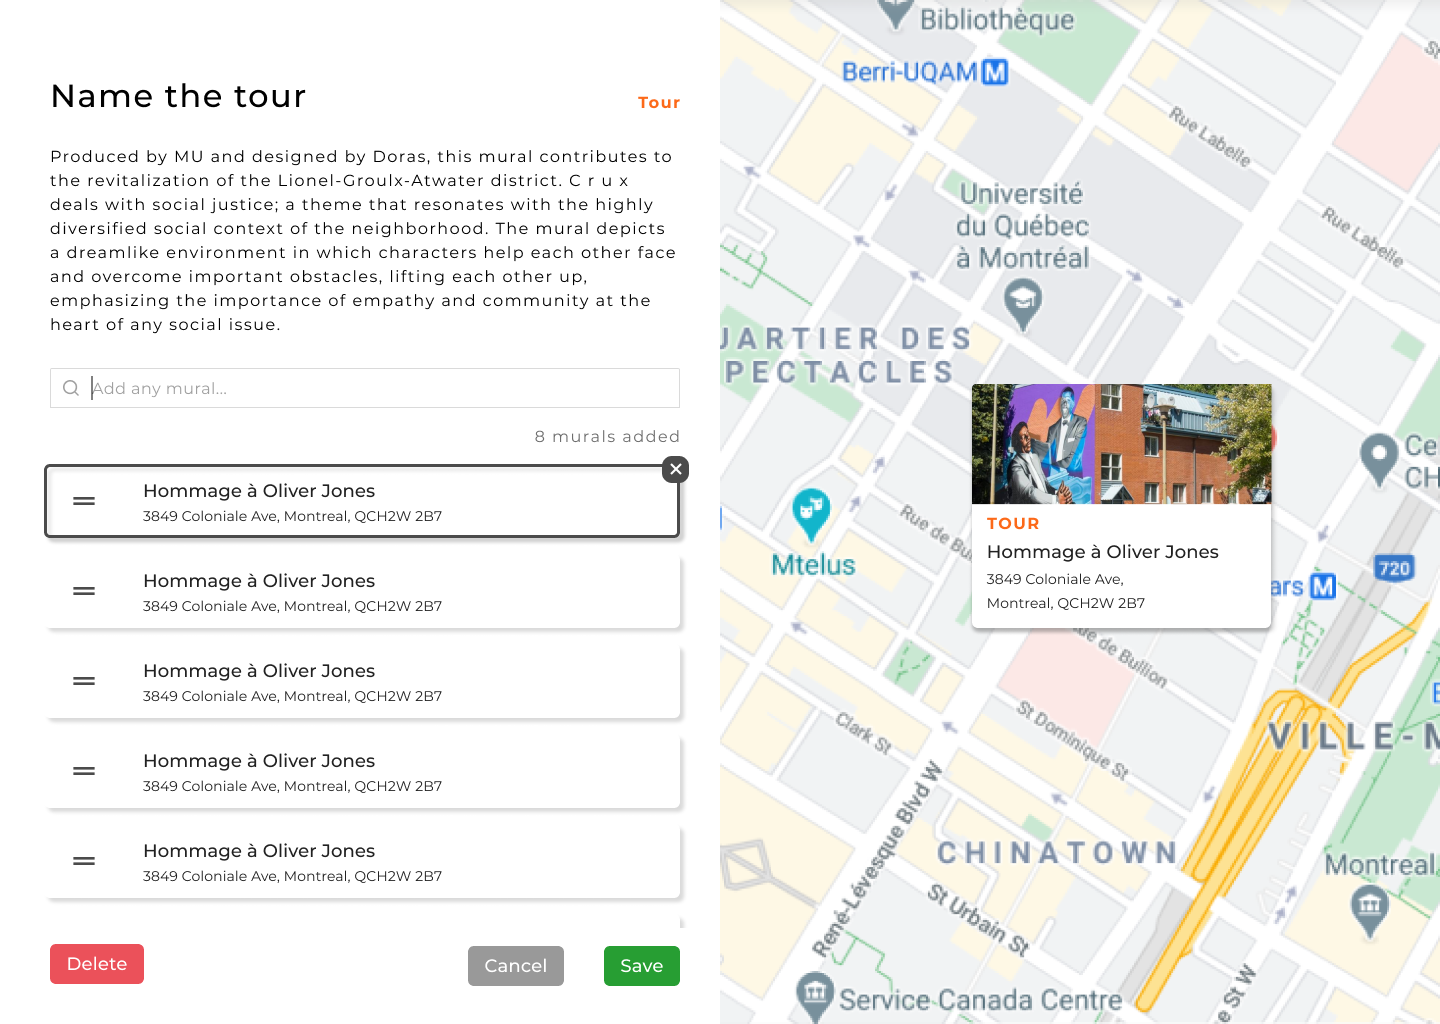 Name the tour
Tour
Produced by MU and designed by Doras, this mural contributes to
the revitalization of the Lionel-Groulx-Atwater district. C r u x
deals with social justice; a theme that resonates with the highly
diversified social context of the neighborhood. The mural depicts
a dreamlike environment in which characters help each other face
and overcome important obstacles, lifting each other up,
emphasizing the importance of empathy and community at the
heart of any social issue.
Add any mural...
8 murals added
Hommage à Oliver Jones
3849 Coloniale Ave, Montreal, QCH2W 2B7
Hommage à Oliver Jones
3849 Coloniale Ave, Montreal, QCH2W 2B7
Hommage à Oliver Jones
3849 Coloniale Ave, Montreal, QCH2W 2B7
Hommage à Oliver Jones
3849 Coloniale Ave, Montreal, QCH2W 2B7
Hommage à Oliver Jones
3849 Coloniale Ave, Montreal, QCH2W 2B7
Delete
Cancel
Save
Bibliothèque
Berri-UQAM M
Rue Labelle
Université
du Québec
à Montréal
Rue Labelle
UARTIER DES
PECTACLES
Ce
CH
Mtelus
Rue de Bul
TOUR
Hommage à Oliver Jones
3849 Coloniale Ave,
Montreal, QCH2W 2B7
720
ars M
ue de Bullion
Clark St
St Dominique St
VILLE-M
René-Lévesque Blvd W
CHINATOWN
Montreal
St Urbain St
e St W
Service Canada Centre